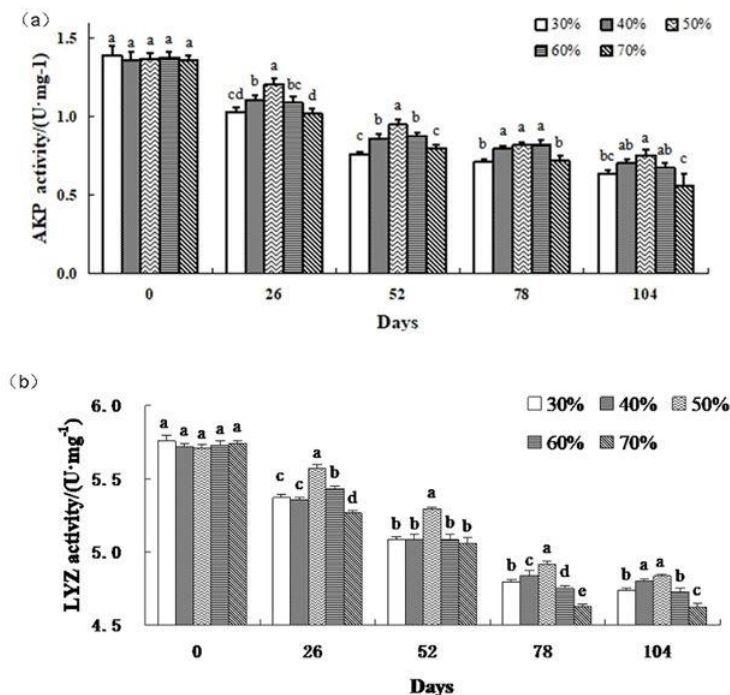 (a)
30% 40% 50%
60% 70%
AKP activity/(U·mg-1)
1.5
1.0
0.5
0.0
a a a a a
cd b a bc d
c b a b c
b a a a b
bc ab a ab c
0 26 52 78 104
Days
(b)
30% 40% 50%
60% 70%
LYZ activity/(U·mg-1)
6.0
5.5
5.0
4.5
a a a a a
c c a b d
b b a b b
b c a d e
b a a b c
0 26 52 78 104
Days